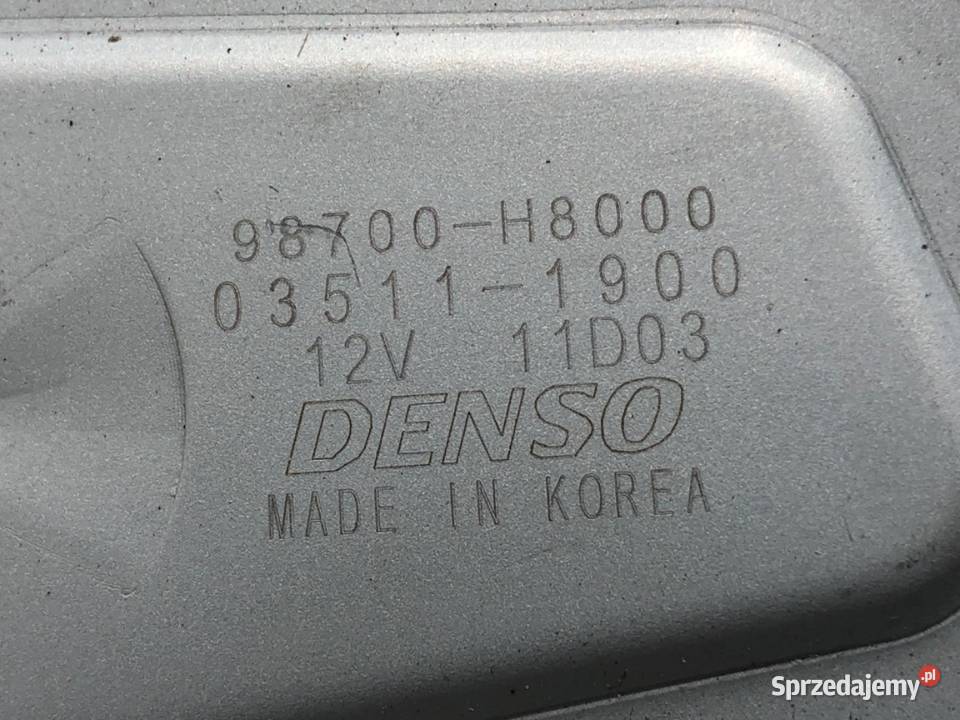 98700-H8000
03511-1900
12V 11D03
DENSO
MADE IN KOREA
Sprzedajemy.pl